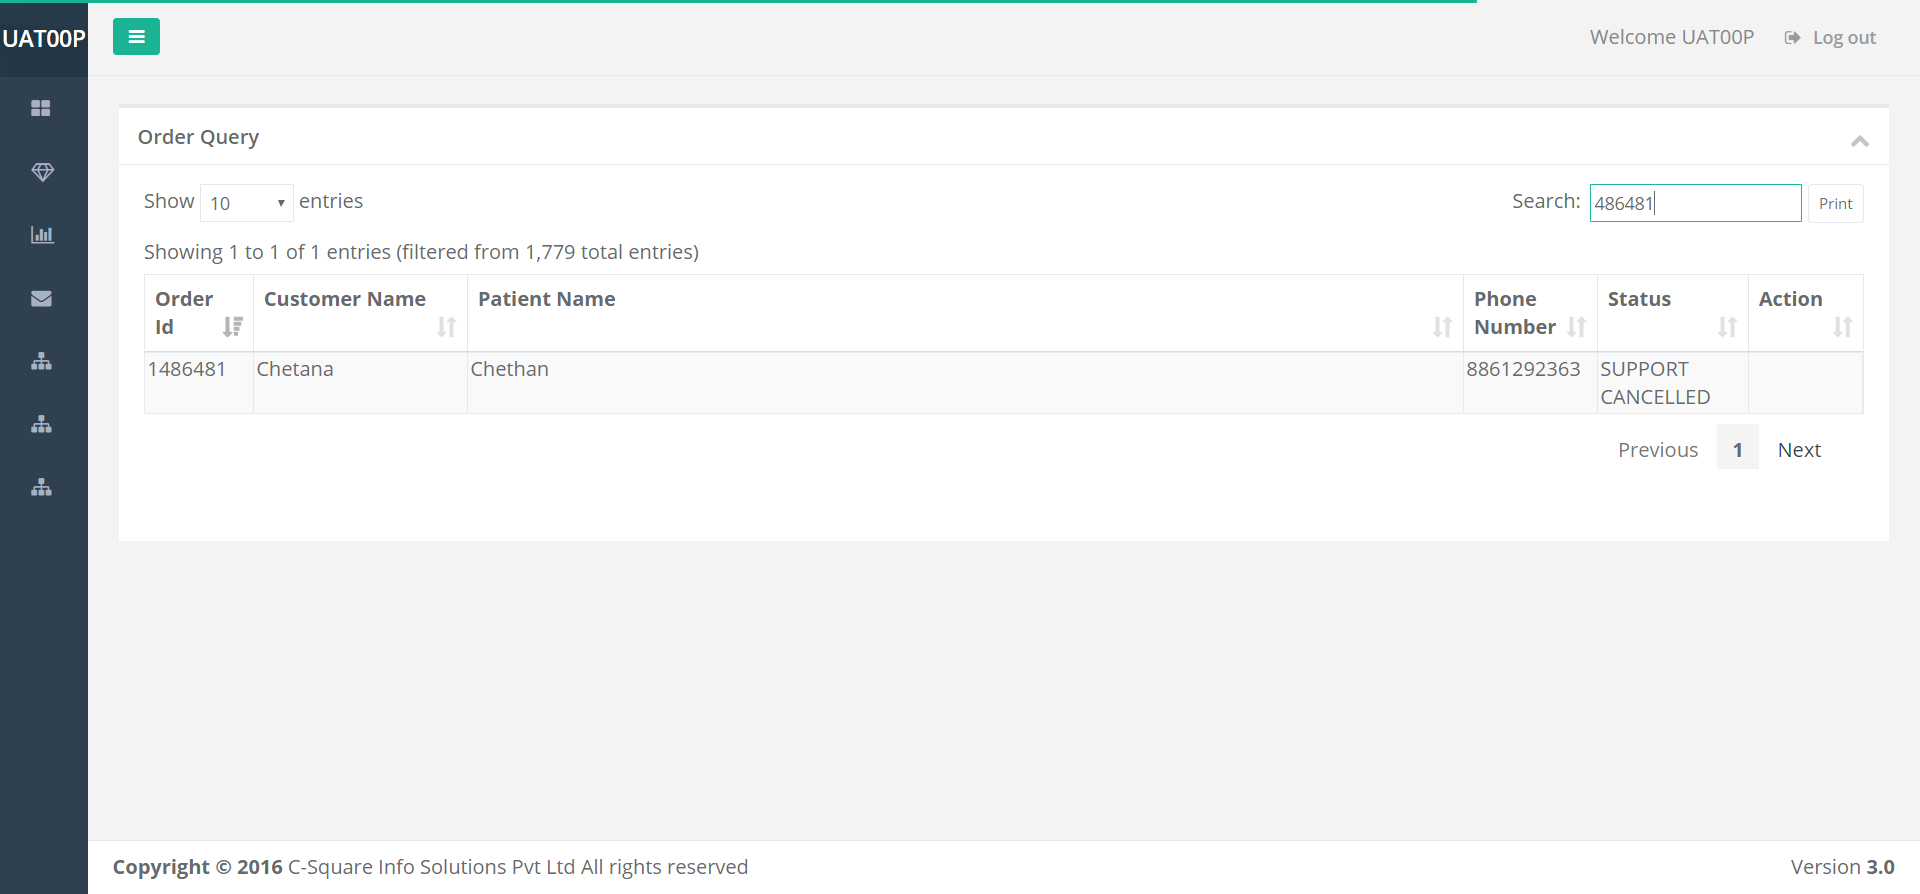 UAT00P
Welcome UAT00P Log out
Order Query
Show 10 entries Search: 486481 Print
Showing 1 to 1 of 1 entries (filtered from 1,779 total entries)
Order Id Customer Name Patient Name Phone Number Status Action
1486481 Chetana Chethan 8861292363 SUPPORT CANCELLED
Previous 1 Next
Copyright © 2016 C-Square Info Solutions Pvt Ltd All rights reserved Version 3.0